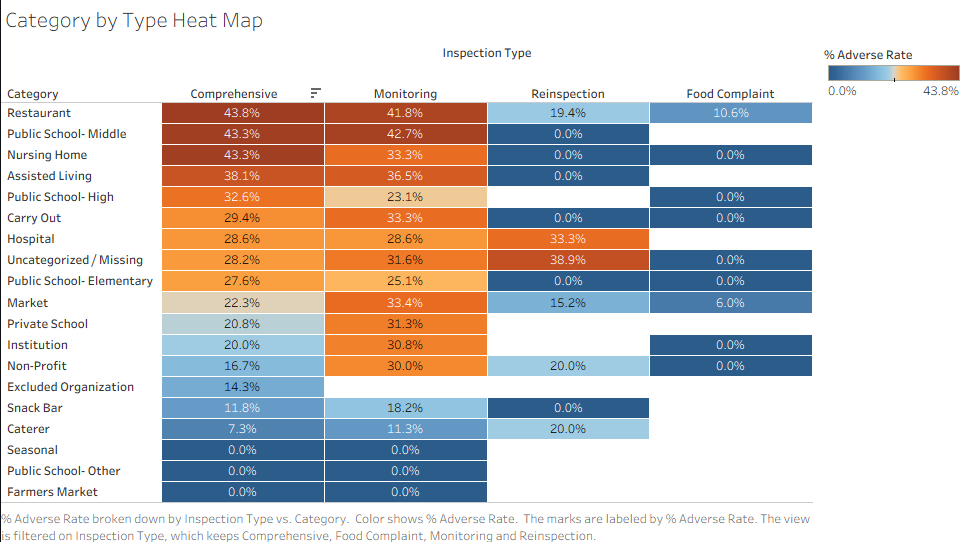 Category by Type Heat Map
Inspection Type
% Adverse Rate
0.0% 43.8%
Category Comprehensive Monitoring Reinspection Food Complaint
Restaurant 43.8% 41.8% 19.4% 10.6%
Public School- Middle 43.3% 42.7% 0.0%
Nursing Home 43.3% 33.3% 0.0% 0.0%
Assisted Living 38.1% 36.5% 0.0%
Public School- High 32.6% 23.1% 0.0%
Carry Out 29.4% 33.3% 0.0% 0.0%
Hospital 28.6% 28.6% 33.3%
Uncategorized / Missing 28.2% 31.6% 38.9% 0.0%
Public School- Elementary 27.6% 25.1% 0.0% 0.0%
Market 22.3% 33.4% 15.2% 6.0%
Private School 20.8% 31.3%
Institution 20.0% 30.8% 0.0%
Non-Profit 16.7% 30.0% 20.0% 0.0%
Excluded Organization 14.3%
Snack Bar 11.8% 18.2% 0.0%
Caterer 7.3% 11.3% 20.0%
Seasonal 0.0% 0.0%
Public School- Other 0.0% 0.0%
Farmers Market 0.0% 0.0%
% Adverse Rate broken down by Inspection Type vs. Category.  Color shows % Adverse Rate.  The marks are labeled by % Adverse Rate. The view
is filtered on Inspection Type, which keeps Comprehensive, Food Complaint, Monitoring and Reinspection.